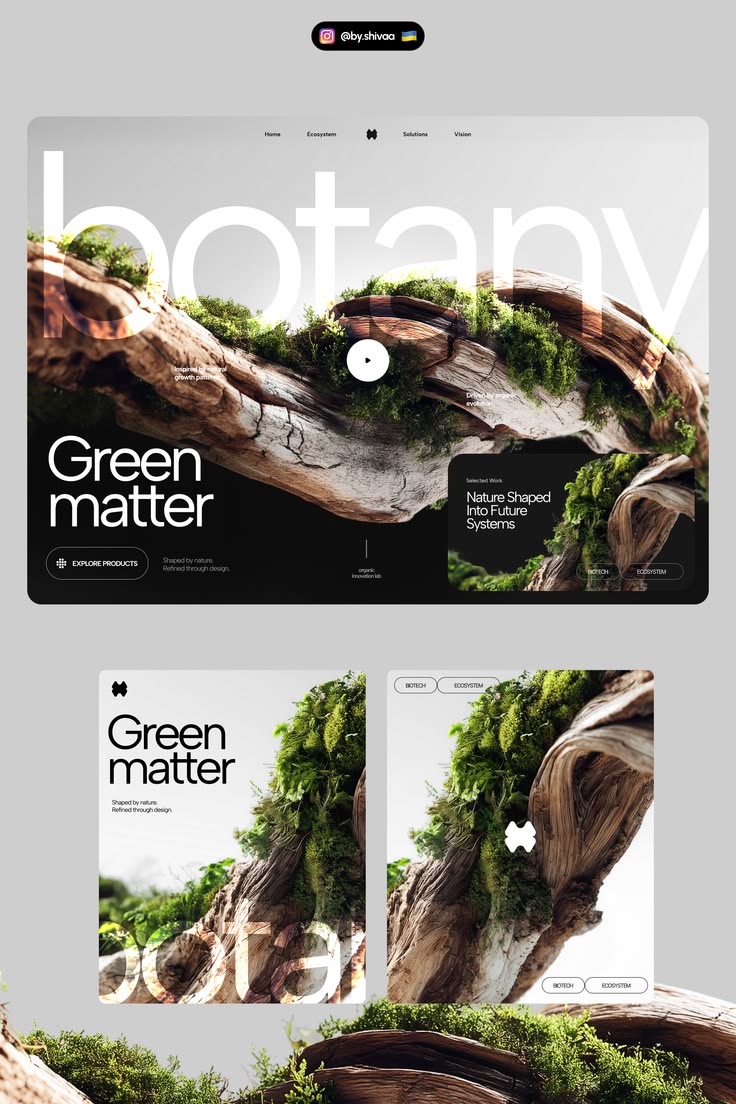 @by.shivaa
Home Ecosystem Solutions Vision
botany
Inspired by natural
growth patterns
Driven by organic
evolution
Green
matter
EXPLORE PRODUCTS
Shaped by nature.
Refined through design.
organic
innovation lab
Selected Work
Nature Shaped
Into Future
Systems
BIOTECH ECOSYSTEM
Green
matter
Shaped by nature.
Refined through design.
botan
BIOTECH ECOSYSTEM
BIOTECH ECOSYSTEM